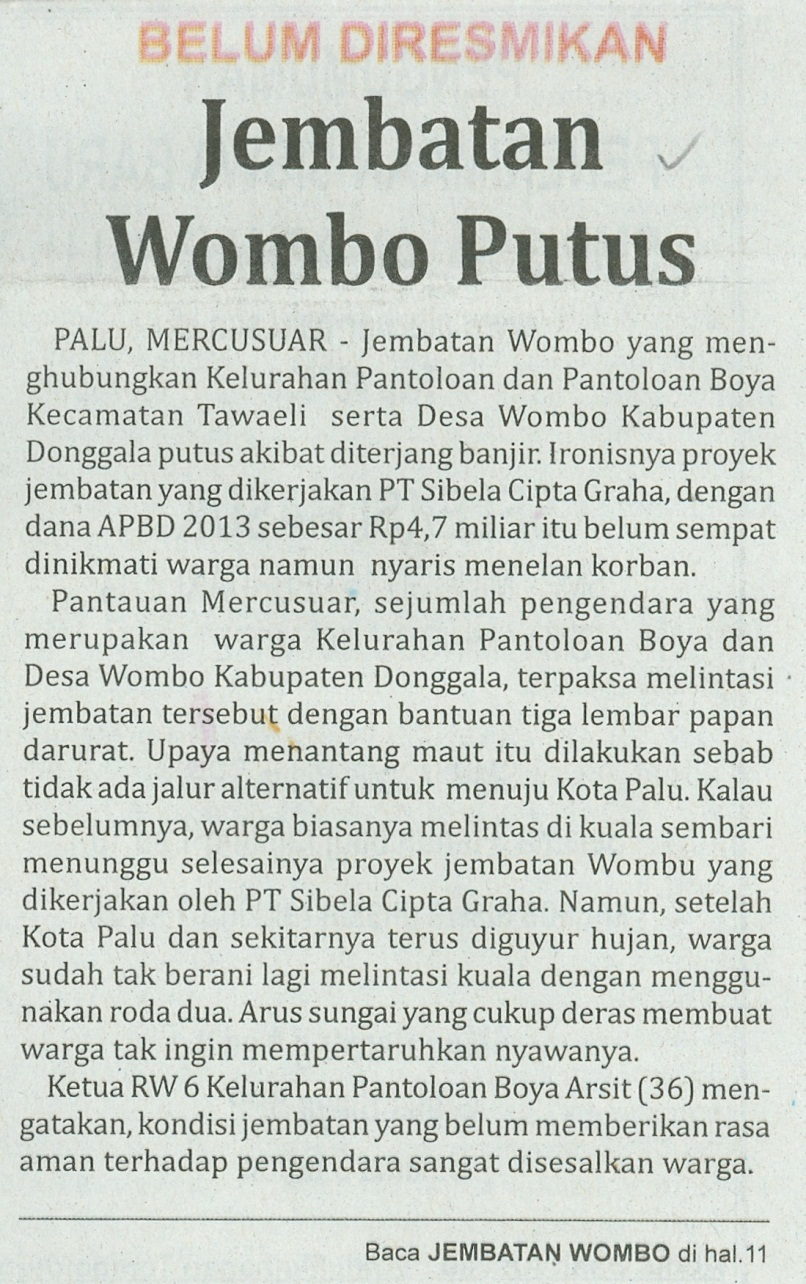 BELUM DIRESMIKAN
Jembatan
Wombo Putus
PALU, MERCUSUAR - Jembatan Wombo yang men-
ghubungkan Kelurahan Pantoloan dan Pantoloan Boya
Kecamatan Tawaeli serta Desa Wombo Kabupaten
Donggala putus akibat diterjang banjir. Ironisnya proyek
jembatan yang dikerjakan PT Sibela Cipta Graha, dengan
dana APBD 2013 sebesar Rp4,7 miliar itu belum sempat
dinikmati warga namun nyaris menelan korban.
Pantauan Mercusuar, sejumlah pengendara yang
merupakan warga Kelurahan Pantoloan Boya dan
Desa Wombo Kabupaten Donggala, terpaksa melintasi
jembatan tersebut dengan bantuan tiga lembar papan
darurat. Upaya menantang maut itu dilakukan sebab
tidak ada jalur alternatif untuk menuju Kota Palu. Kalau
sebelumnya, warga biasanya melintas di kuala sembari
menunggu selesainya proyek jembatan Wombu yang
dikerjakan oleh PT Sibela Cipta Graha. Namun, setelah
Kota Palu dan sekitarnya terus diguyur hujan, warga
sudah tak berani lagi melintasi kuala dengan menggu-
nakan roda dua. Arus sungai yang cukup deras membuat
warga tak ingin mempertaruhkan nyawanya.
Ketua RW 6 Kelurahan Pantoloan Boya Arsit (36) men-
gatakan, kondisi jembatan yang belum memberikan rasa
aman terhadap pengendara sangat disesalkan warga.
Baca JEMBATAN WOMBO di hal.11